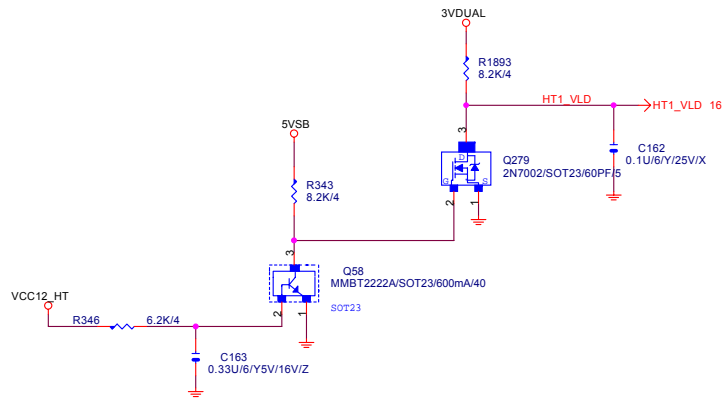 3VDUAL
R1893
8.2K/4
HT1_VLD
HT1_VLD 16
5VSB
3
D
G
S
Q279
2N7002/SOT23/60PF/5
C162
0.1U/6/Y/25V/X
R343
8.2K/4
2
1
3
Q58
MMBT2222A/SOT23/600mA/40
SOT23
VCC12_HT
R346
6.2K/4
2
1
C163
0.33U/6/Y5V/16V/Z